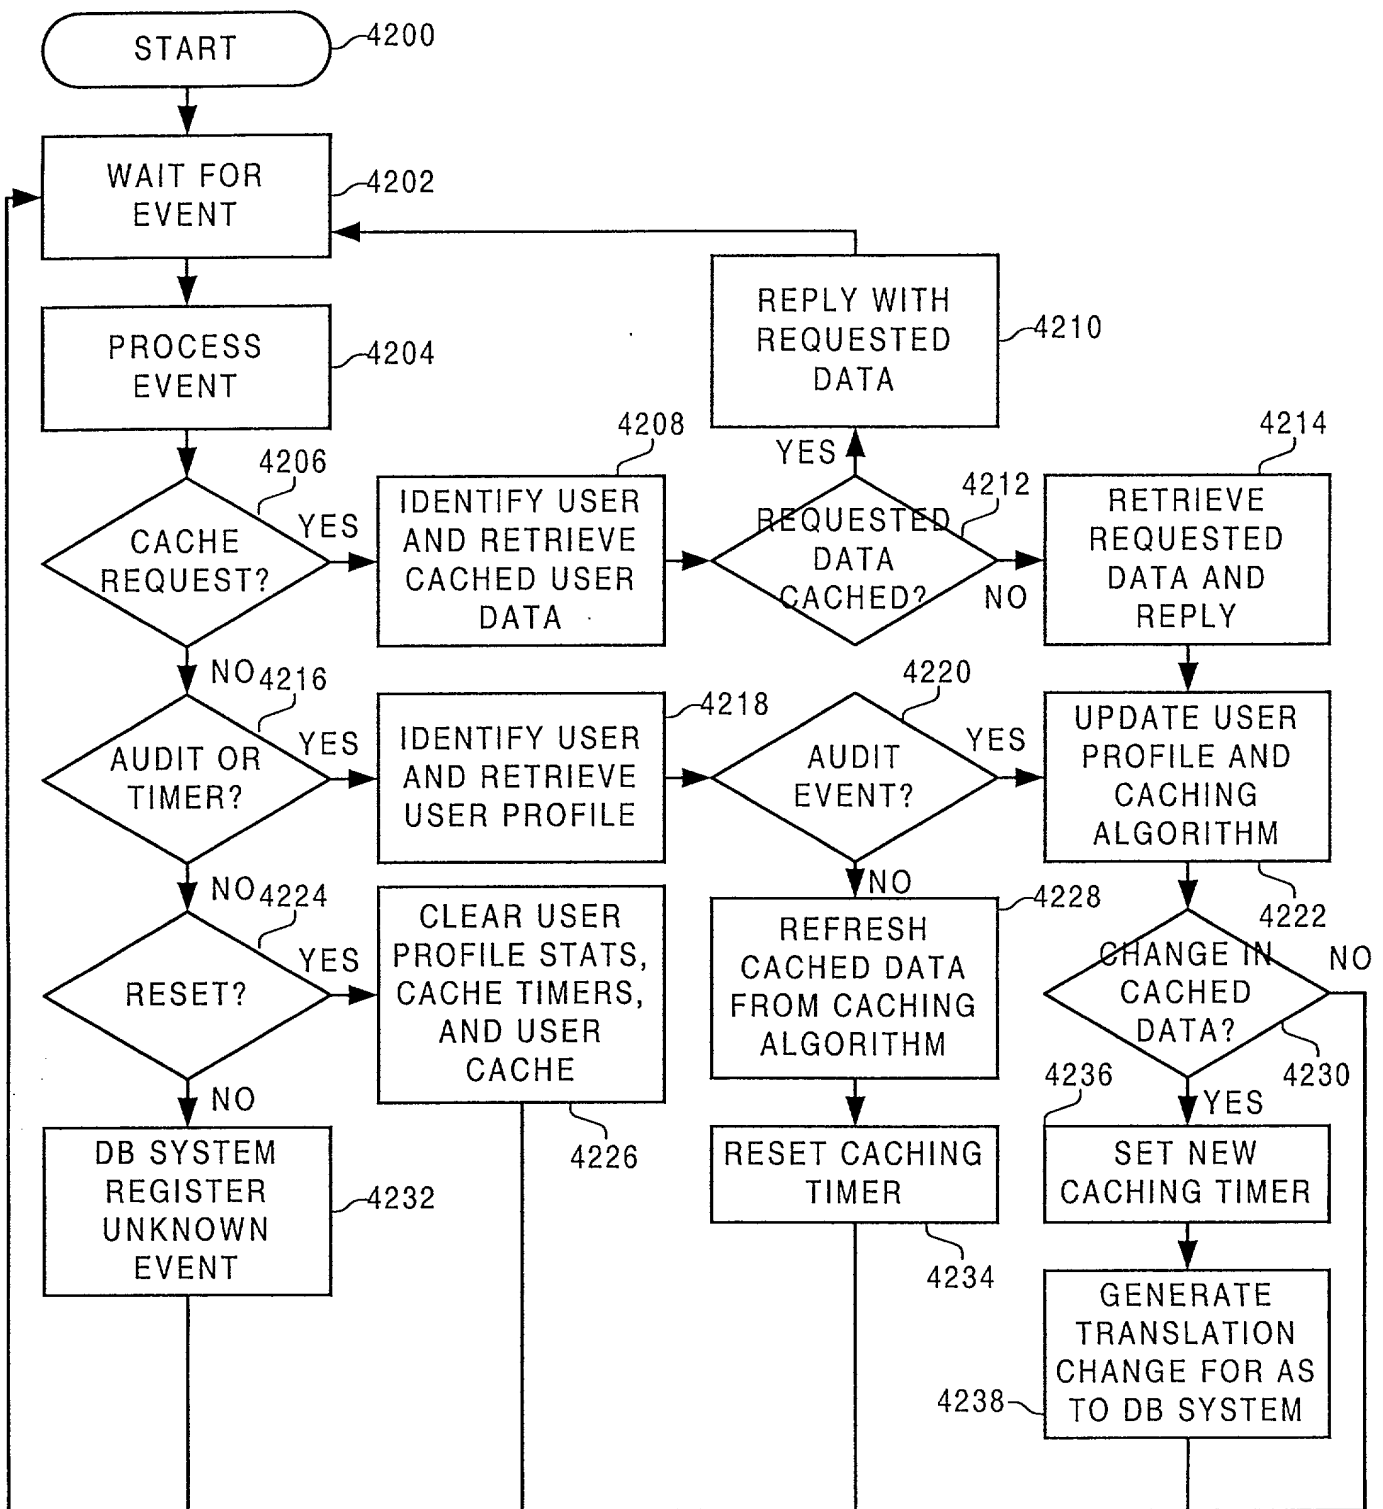 START
4200
WAIT FOR
EVENT
4202
PROCESS
EVENT
4204
REPLY WITH
REQUESTED
DATA
4210
4206
CACHE
REQUEST?
YES
NO
4208
IDENTIFY USER
AND RETRIEVE
CACHED USER
DATA
YES
4212
REQUESTED
DATA
CACHED?
NO
4214
RETRIEVE
REQUESTED
DATA AND
REPLY
4216
AUDIT OR
TIMER?
YES
NO
4218
IDENTIFY USER
AND RETRIEVE
USER PROFILE
4220
AUDIT
EVENT?
YES
NO
UPDATE USER
PROFILE AND
CACHING
ALGORITHM
4222
4224
RESET?
YES
NO
CLEAR USER
PROFILE STATS,
CACHE TIMERS,
AND USER
CACHE
4226
4228
REFRESH
CACHED DATA
FROM CACHING
ALGORITHM
CHANGE IN
CACHED
DATA?
NO
4230
YES
DB SYSTEM
REGISTER
UNKNOWN
EVENT
4232
RESET CACHING
TIMER
4234
4236
SET NEW
CACHING TIMER
GENERATE
TRANSLATION
CHANGE FOR AS
TO DB SYSTEM
4238